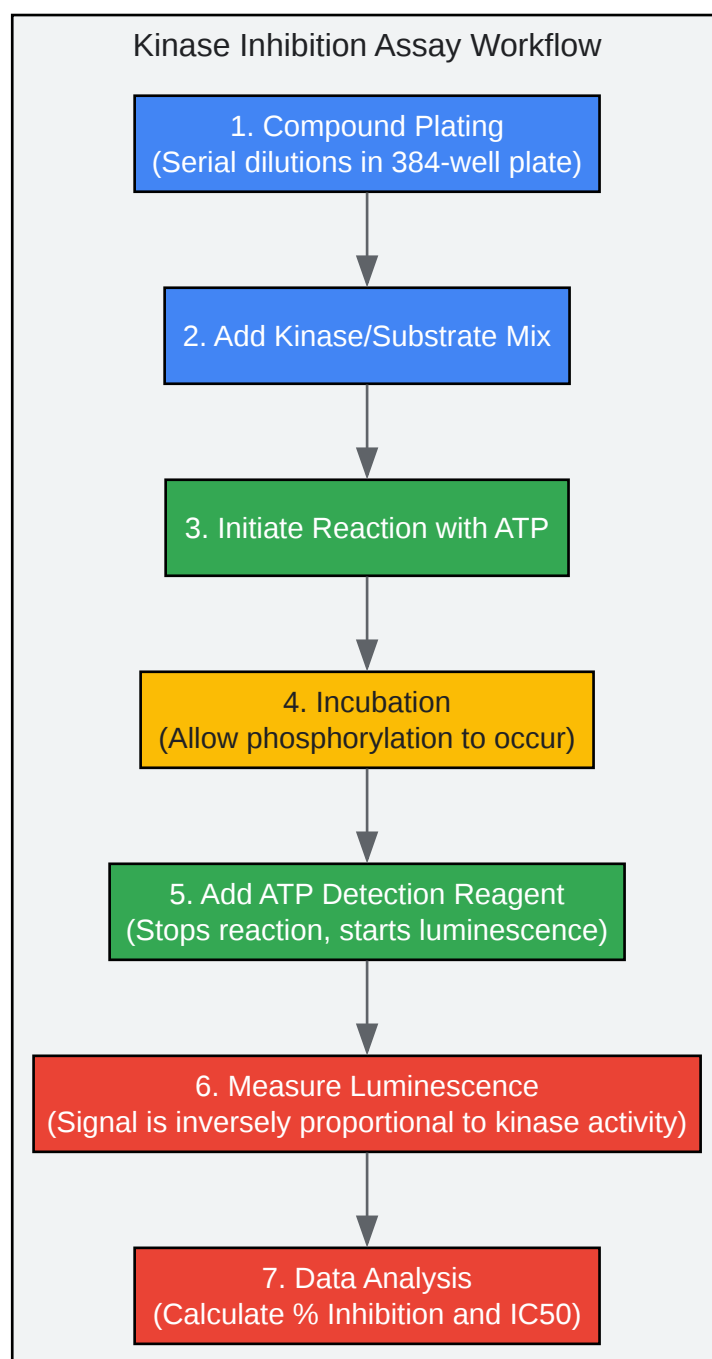 Kinase Inhibition Assay Workflow
1. Compound Plating
(Serial dilutions in 384-well plate)
2. Add Kinase/Substrate Mix
3. Initiate Reaction with ATP
4. Incubation
(Allow phosphorylation to occur)
5. Add ATP Detection Reagent
(Stops reaction, starts luminescence)
6. Measure Luminescence
(Signal is inversely proportional to kinase activity)
7. Data Analysis
(Calculate % Inhibition and IC50)